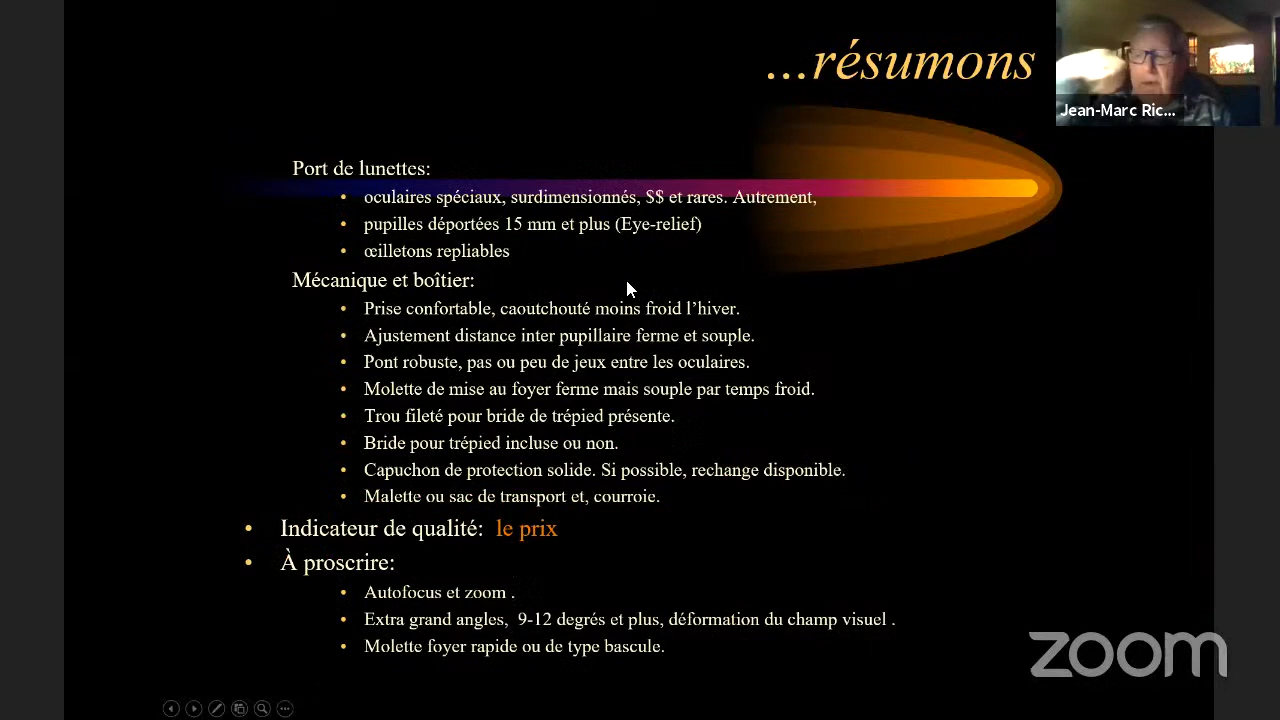 ...résumons
Jean-Marc Ric...
Port de lunettes:
• oculaires spéciaux, surdimensionnés, $$ et rares. Autrement,
• pupilles déportées 15 mm et plus (Eye-relief)
• œilletons repliables
Mécanique et boîtier:
• Prise confortable, caoutchouté moins froid l’hiver.
• Ajustement distance inter pupillaire ferme et souple.
• Pont robuste, pas ou peu de jeux entre les oculaires.
• Molette de mise au foyer ferme mais souple par temps froid.
• Trou fileté pour bride de trépied présente.
• Bride pour trépied incluse ou non.
• Capuchon de protection solide. Si possible, rechange disponible.
• Malette ou sac de transport et, courroie.
• Indicateur de qualité: le prix
• À proscrire:
• Autofocus et zoom .
• Extra grand angles, 9-12 degrés et plus, déformation du champ visuel .
• Molette foyer rapide ou de type bascule.
zoom